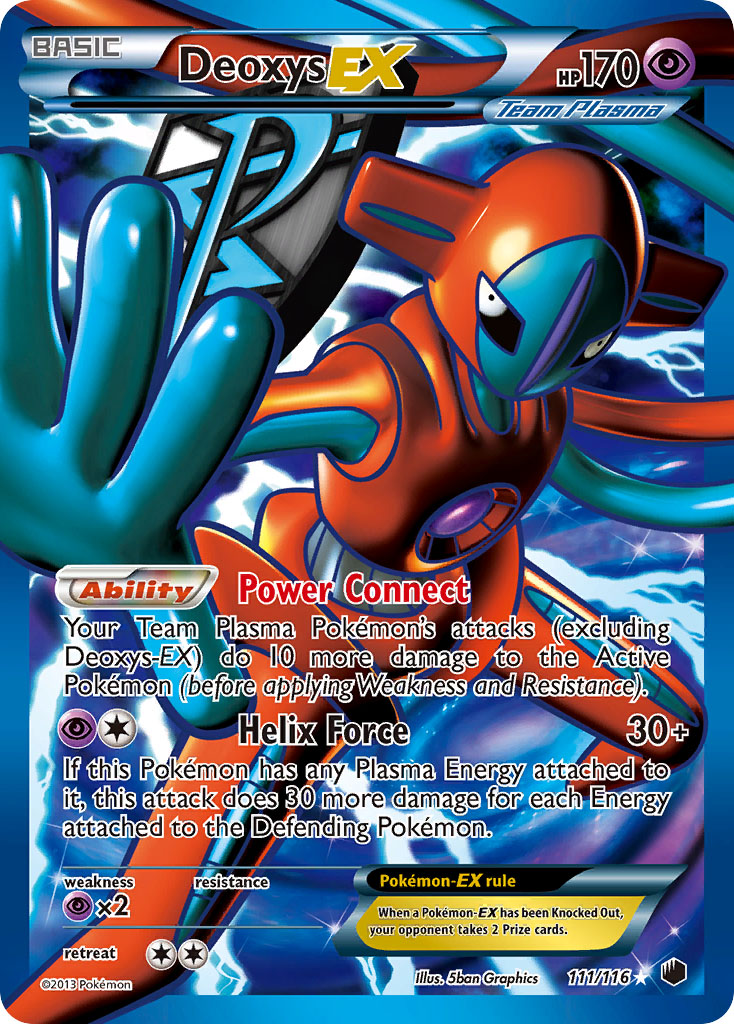 BASIC
Deoxys EX
HP 170
Team Plasma
Ability Power Connect
Your Team Plasma Pokémon's attacks (excluding
Deoxys-EX) do 10 more damage to the Active
Pokémon (before applying Weakness and Resistance).
Helix Force 30+
If this Pokémon has any Plasma Energy attached to
it, this attack does 30 more damage for each Energy
attached to the Defending Pokémon.
weakness resistance
×2
retreat
Pokémon-EX rule
When a Pokémon-EX has been Knocked Out,
your opponent takes 2 Prize cards.
©2013 Pokémon
Illus. 5ban Graphics
111/116